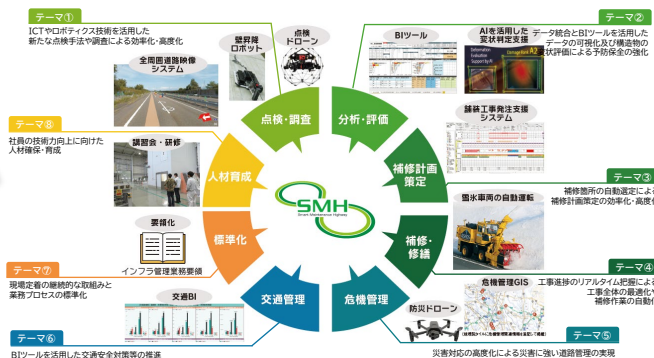 テーマ①
ICTやロボティクス技術を活用した
新たな点検手法や調査による効率化・高度化
全周囲道路映像
システム
壁昇降
ロボット
点検
ドローン
点検・調査
テーマ②
データ統合とBIツールを活用した
データの可視化及び構造物の
状評価による予防保全の強化
BIツール
AIを活用した
変状判定支援
Deformation
Evaluation
Support by AI
Damage Rank A2
分析・評価
舗装工事発注支援
システム
補修計画
策定
テーマ③
補修箇所の自動選定による
補修計画策定の効率化・高度化
雪氷車両の自動運転
補修・
修繕
テーマ④
工事進捗のリアルタイム把握による
工事全体の最適化や
補修作業の自動化
危機管理GIS
防災ドローン
危機管理
テーマ⑤
災害対応の高度化による災害に強い道路管理の実現
交通BI
交通管理
テーマ⑥
BIツールを活用した交通安全対策等の推進
要領化
インフラ管理業務要領
標準化
テーマ⑦
現場定着の継続的な取組みと
業務プロセスの標準化
テーマ⑧
社員の技術力向上に向けた
人材確保・育成
講習会・研修
人材育成
SMH
Smart Maintenance Highway